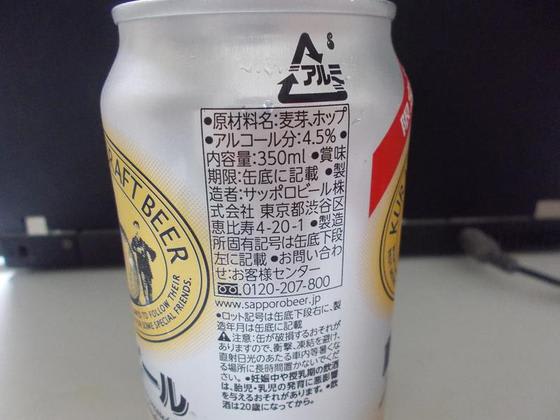 アルミ
●原材料名:麦芽、ホップ
●アルコール分:4.5%
内容量:350ml ●賞味
期限:缶底に記載 ●製
造者:サッポロビール株
式会社 東京都渋谷区
恵比寿4-20-1 ●製造
所固有記号は缶底下段
左に記載 ●お問い合わ
せ:お客様センター
0120-207-800
www.sapporobeer.jp
●ロット記号は缶底下段右に、製
造年月は缶底に記載
⚠注意:缶が破損するおそれが
ありますので、衝撃、凍結を避け、
直射日光のあたる車内等暑くな
る場所に長時間置かないでくだ
さい。●妊娠中や授乳期の飲酒
は、胎児・乳児の発育に悪影響
を与えるおそれがあります。●飲
酒は20歳になってから。
RAFT BEER
TO FOLLOW THEIR
SOME SPECIAL FRIENDS.
ール